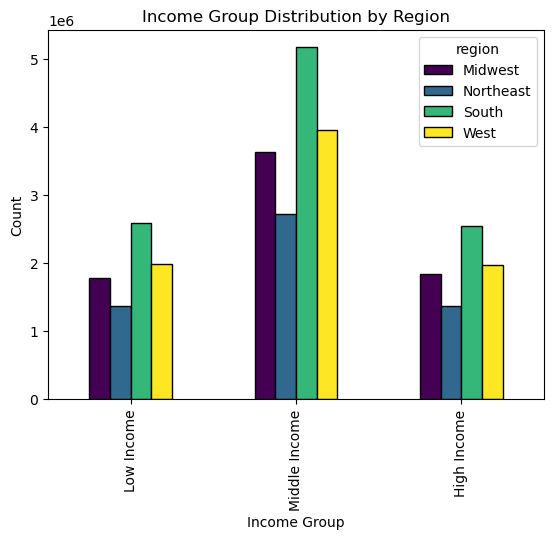 Income Group Distribution by Region
1e6
5
4
3
2
1
0
Count
region
Midwest
Northeast
South
West
Low Income
Middle Income
High Income
Income Group